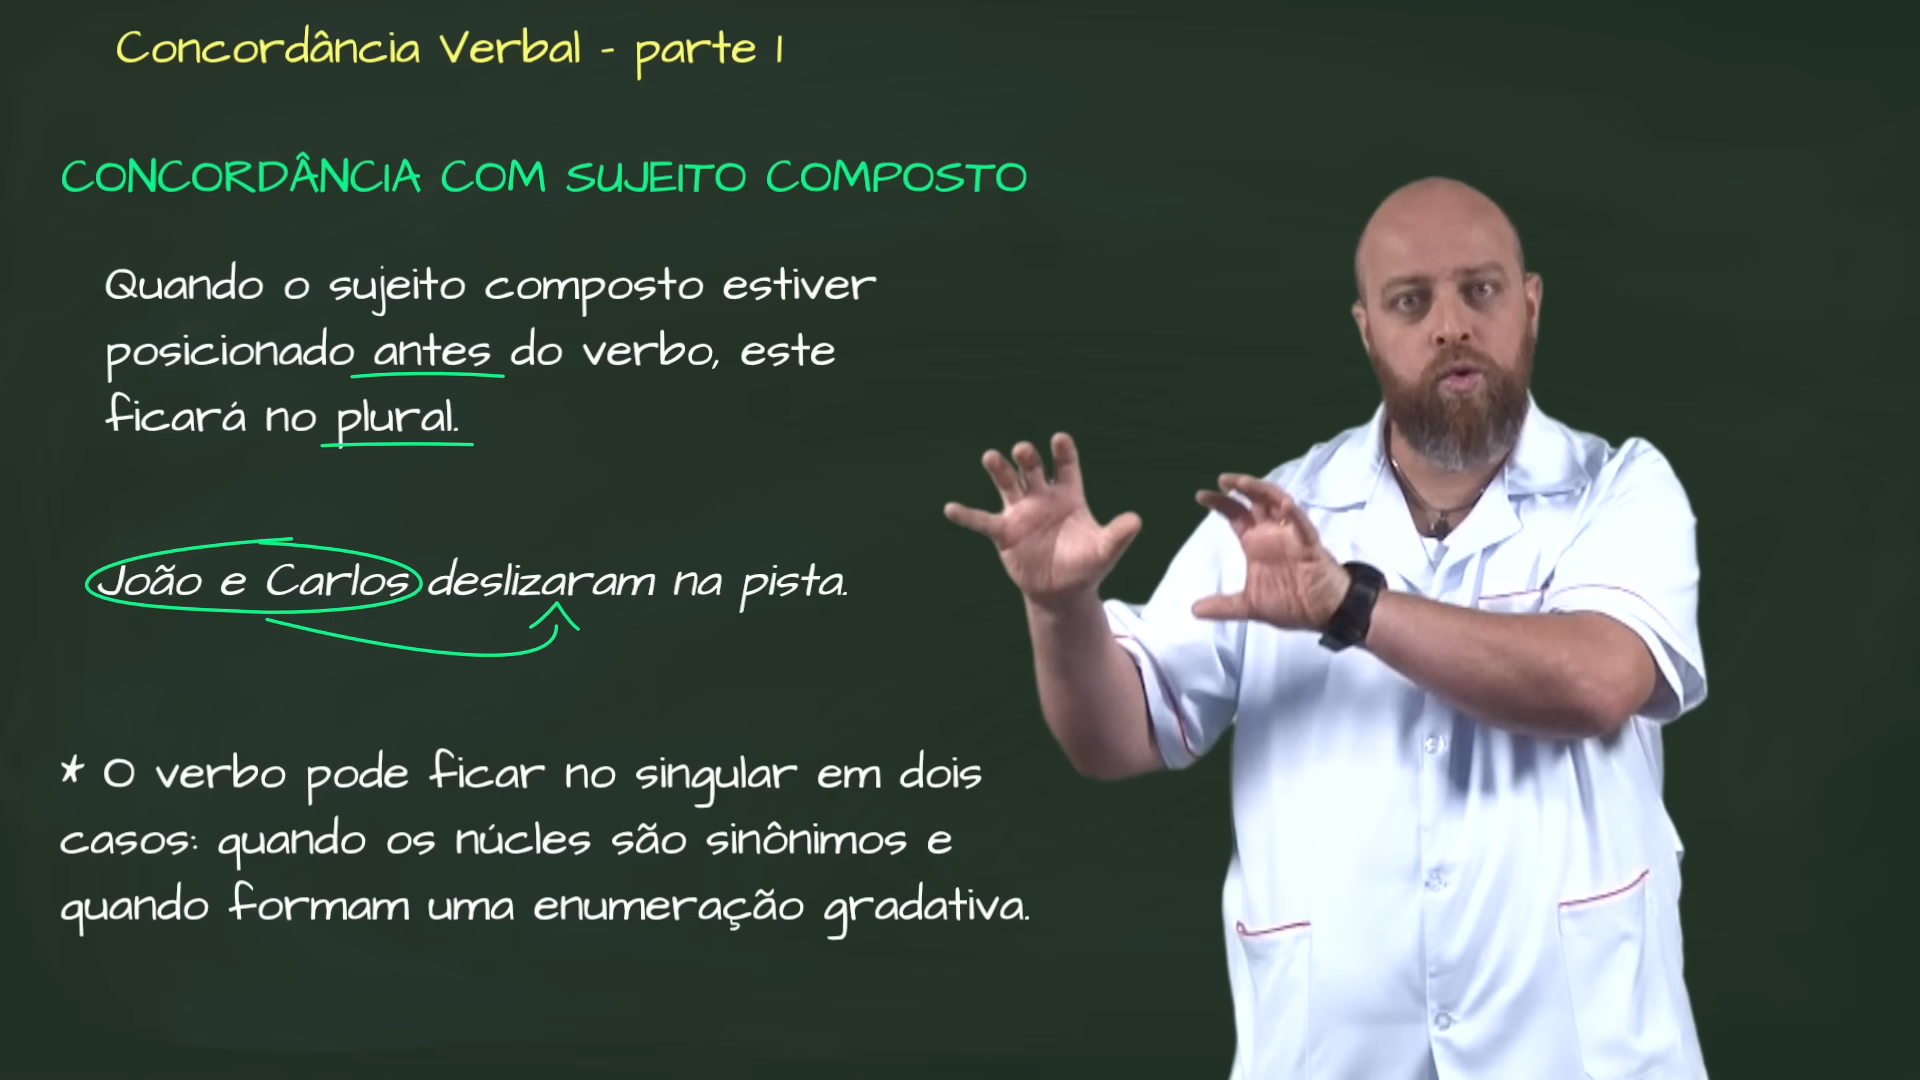 Concordância Verbal - parte 1
CONCORDÂNCIA COM SUJEITO COMPOSTO
Quando o sujeito composto estiver
posicionado antes do verbo, este
ficará no plural.
João e Carlos deslizaram na pista.
* O verbo pode ficar no singular em dois
casos: quando os núcles são sinônimos e
quando formam uma enumeração gradativa.